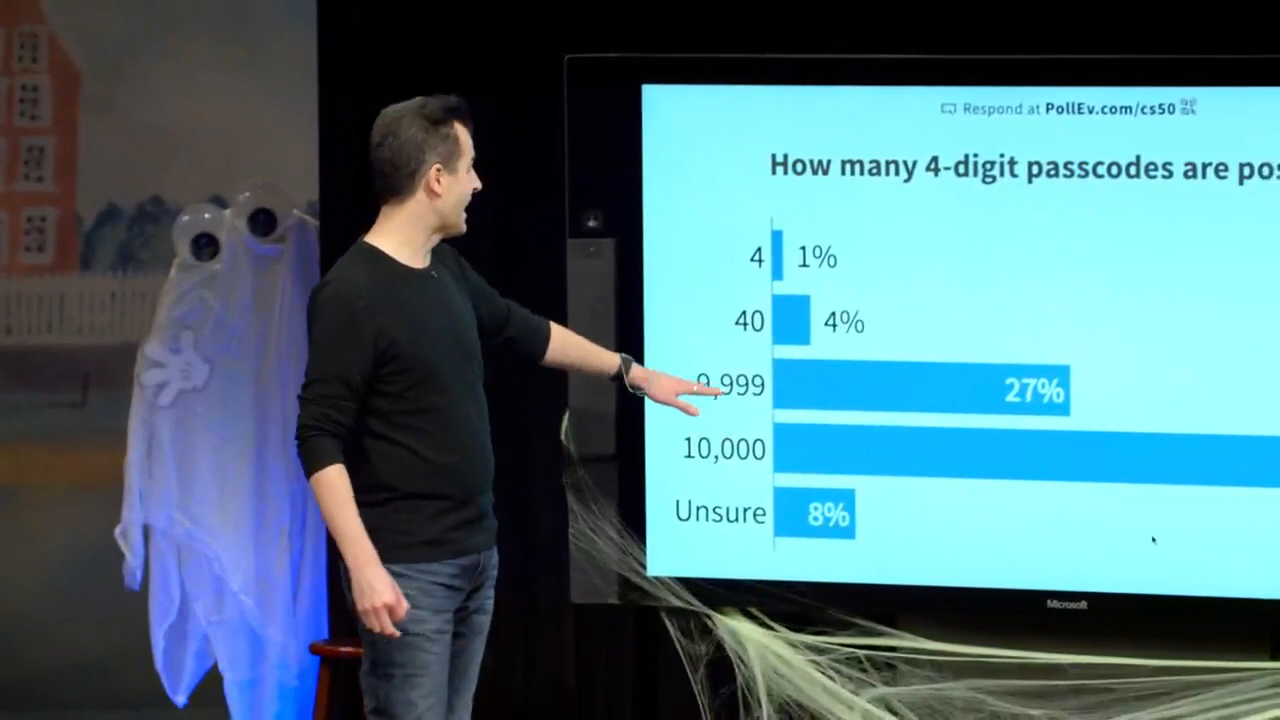 Respond at PollEv.com/cs50
How many 4-digit passcodes are pos
4 1%
40 4%
9,999 27%
10,000
Unsure 8%
Microsoft